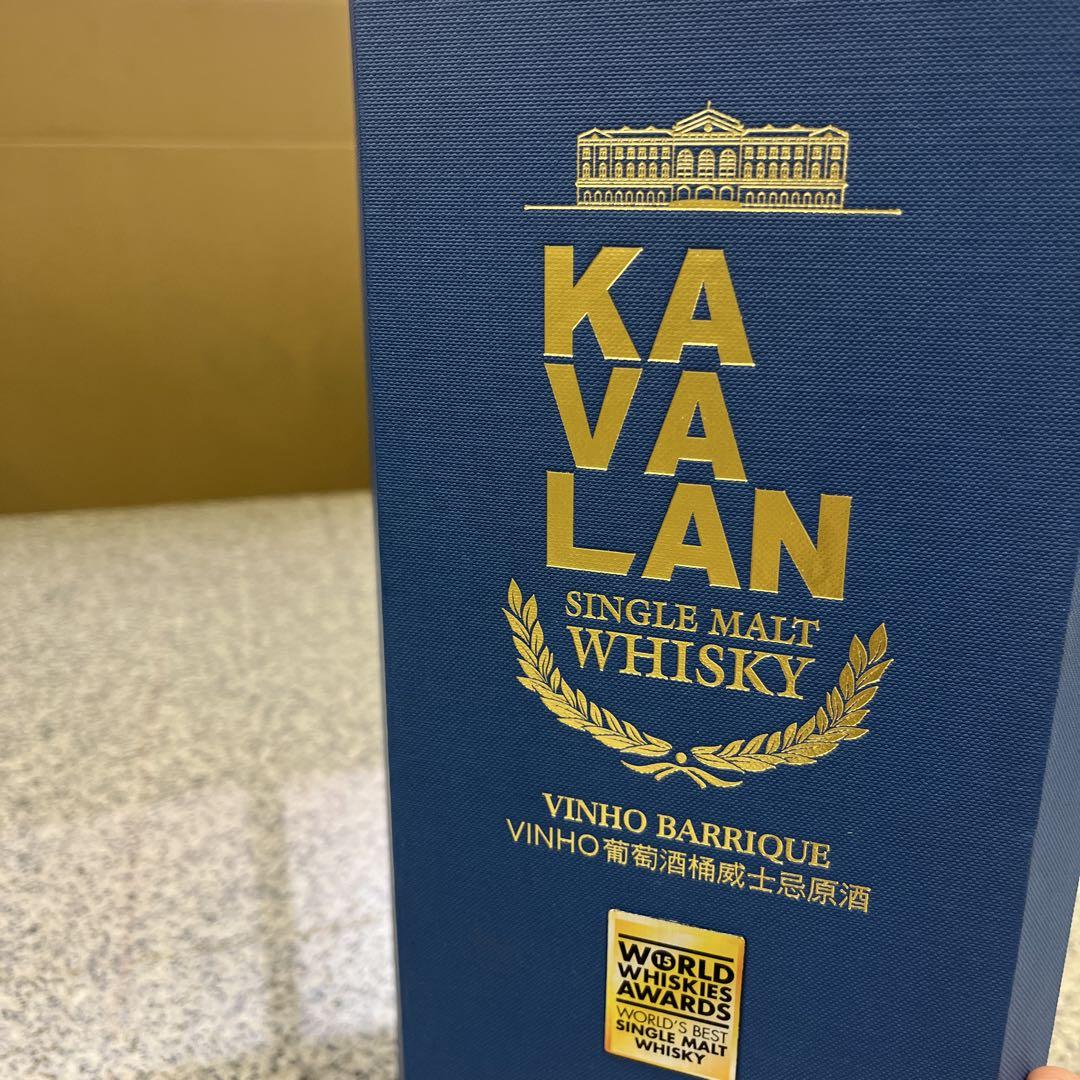 KA
VA
LAN
SINGLE MALT
WHISKY
VINHO BARRIQUE
VINHO葡萄酒桶威士忌原酒
WORLD
15
WHISKIES
AWARDS
WORLD'S BEST
SINGLE MALT
WHISKY